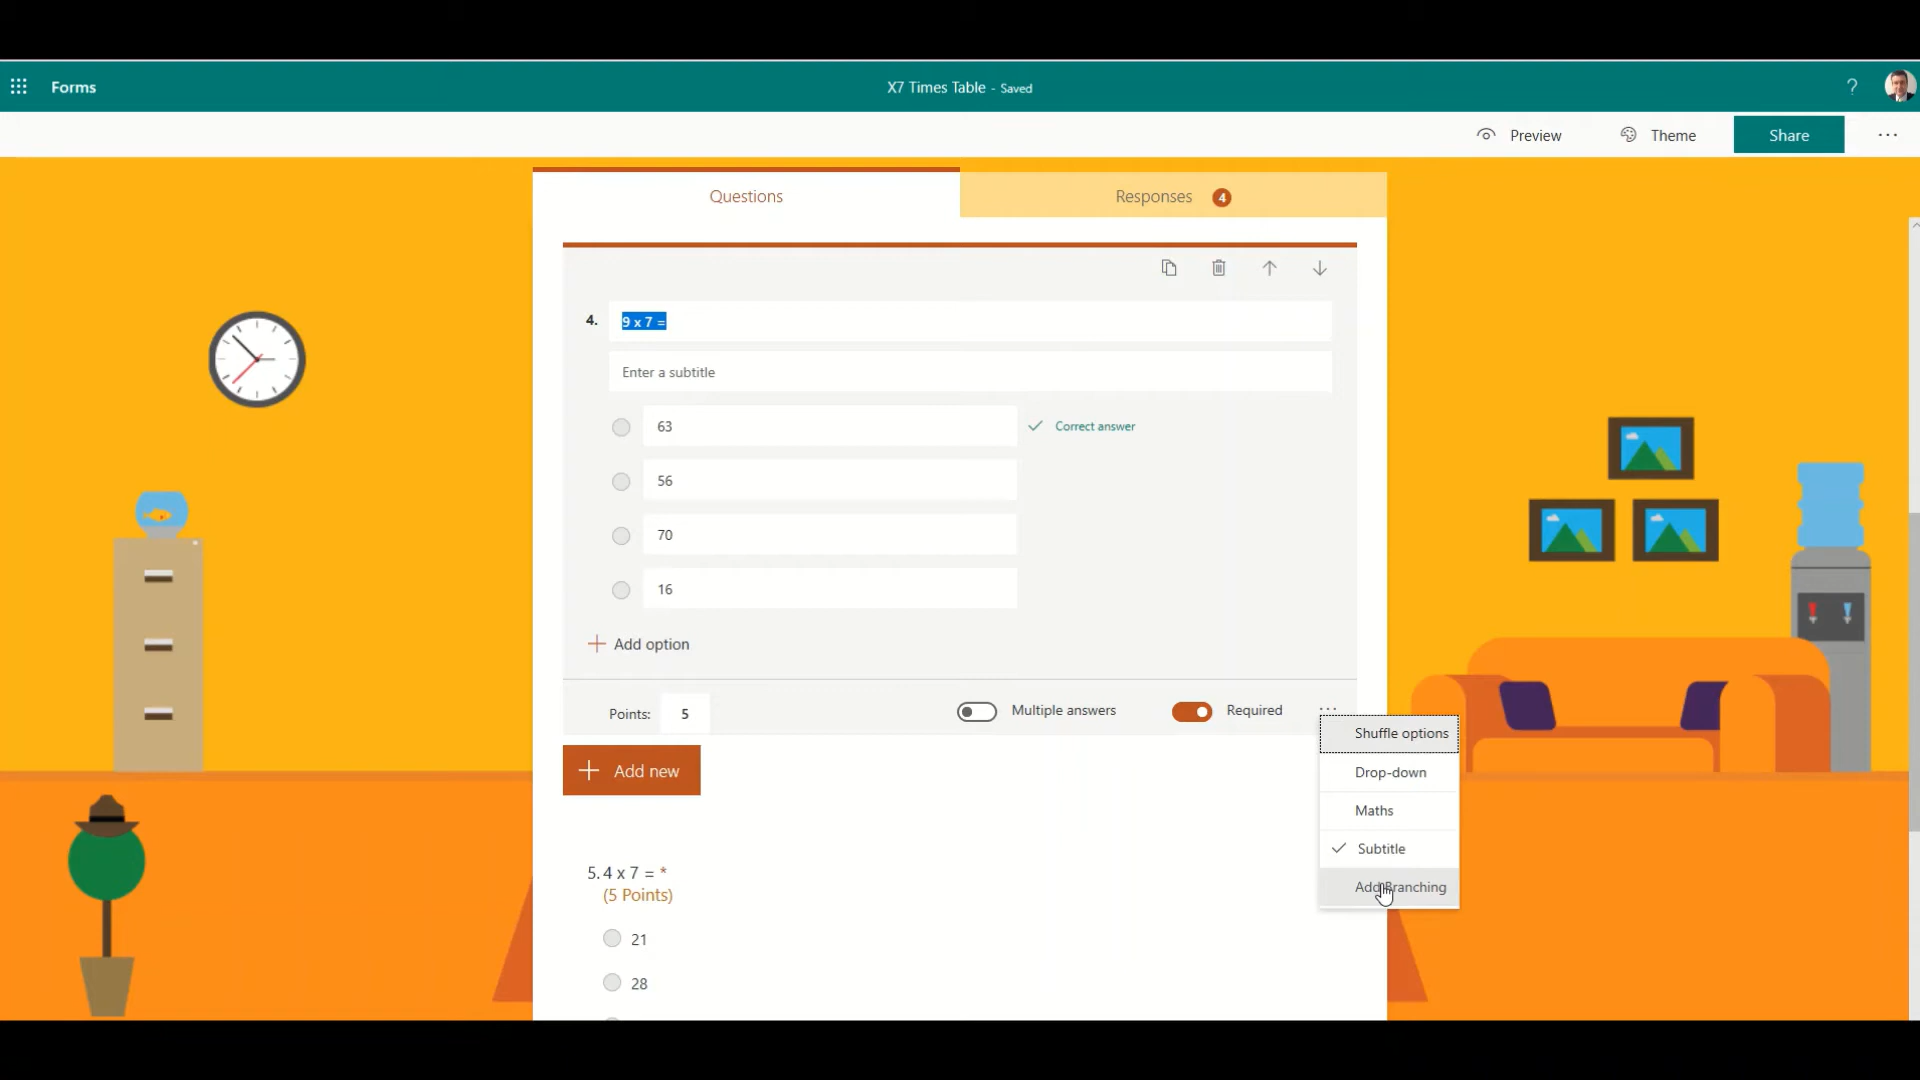 Forms
X7 Times Table - Saved
?
Preview
Theme
Share
Questions
Responses 4
4. 9 x 7 =
Enter a subtitle
63
Correct answer
56
70
16
Add option
Points: 5
Multiple answers
Required
Shuffle options
Drop-down
Maths
Subtitle
Add Branching
Add new
5. 4 x 7 = *
(5 Points)
21
28